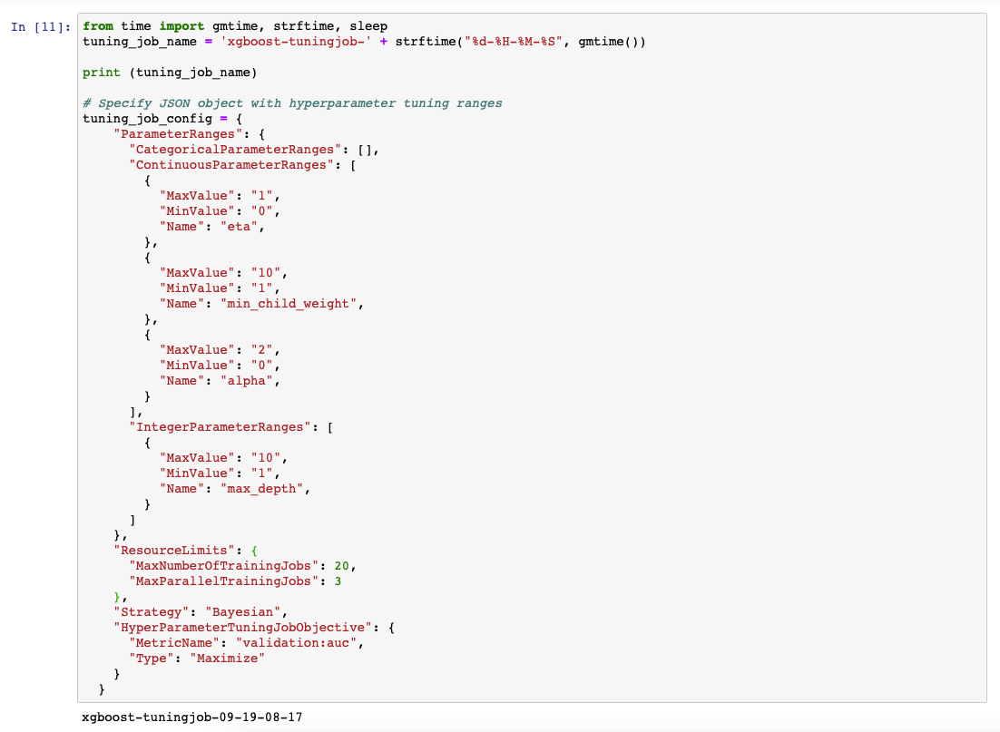 In [11]: from time import gmtime, strftime, sleep
tuning_job_name = 'xgboost-tuningjob-' + strftime("%d-%H-%M-%S", gmtime())

print (tuning_job_name)

# Specify JSON object with hyperparameter tuning ranges
tuning_job_config = {
    "ParameterRanges": {
      "CategoricalParameterRanges": [],
      "ContinuousParameterRanges": [
        {
          "MaxValue": "1",
          "MinValue": "0",
          "Name": "eta",
        },
        {
          "MaxValue": "10",
          "MinValue": "1",
          "Name": "min_child_weight",
        },
        {
          "MaxValue": "2",
          "MinValue": "0",
          "Name": "alpha",
        }
      ],
      "IntegerParameterRanges": [
        {
          "MaxValue": "10",
          "MinValue": "1",
          "Name": "max_depth",
        }
      ]
    },
    "ResourceLimits": {
      "MaxNumberOfTrainingJobs": 20,
      "MaxParallelTrainingJobs": 3
    },
    "Strategy": "Bayesian",
    "HyperParameterTuningJobObjective": {
      "MetricName": "validation:auc",
      "Type": "Maximize"
    }
  }
xgboost-tuningjob-09-19-08-17